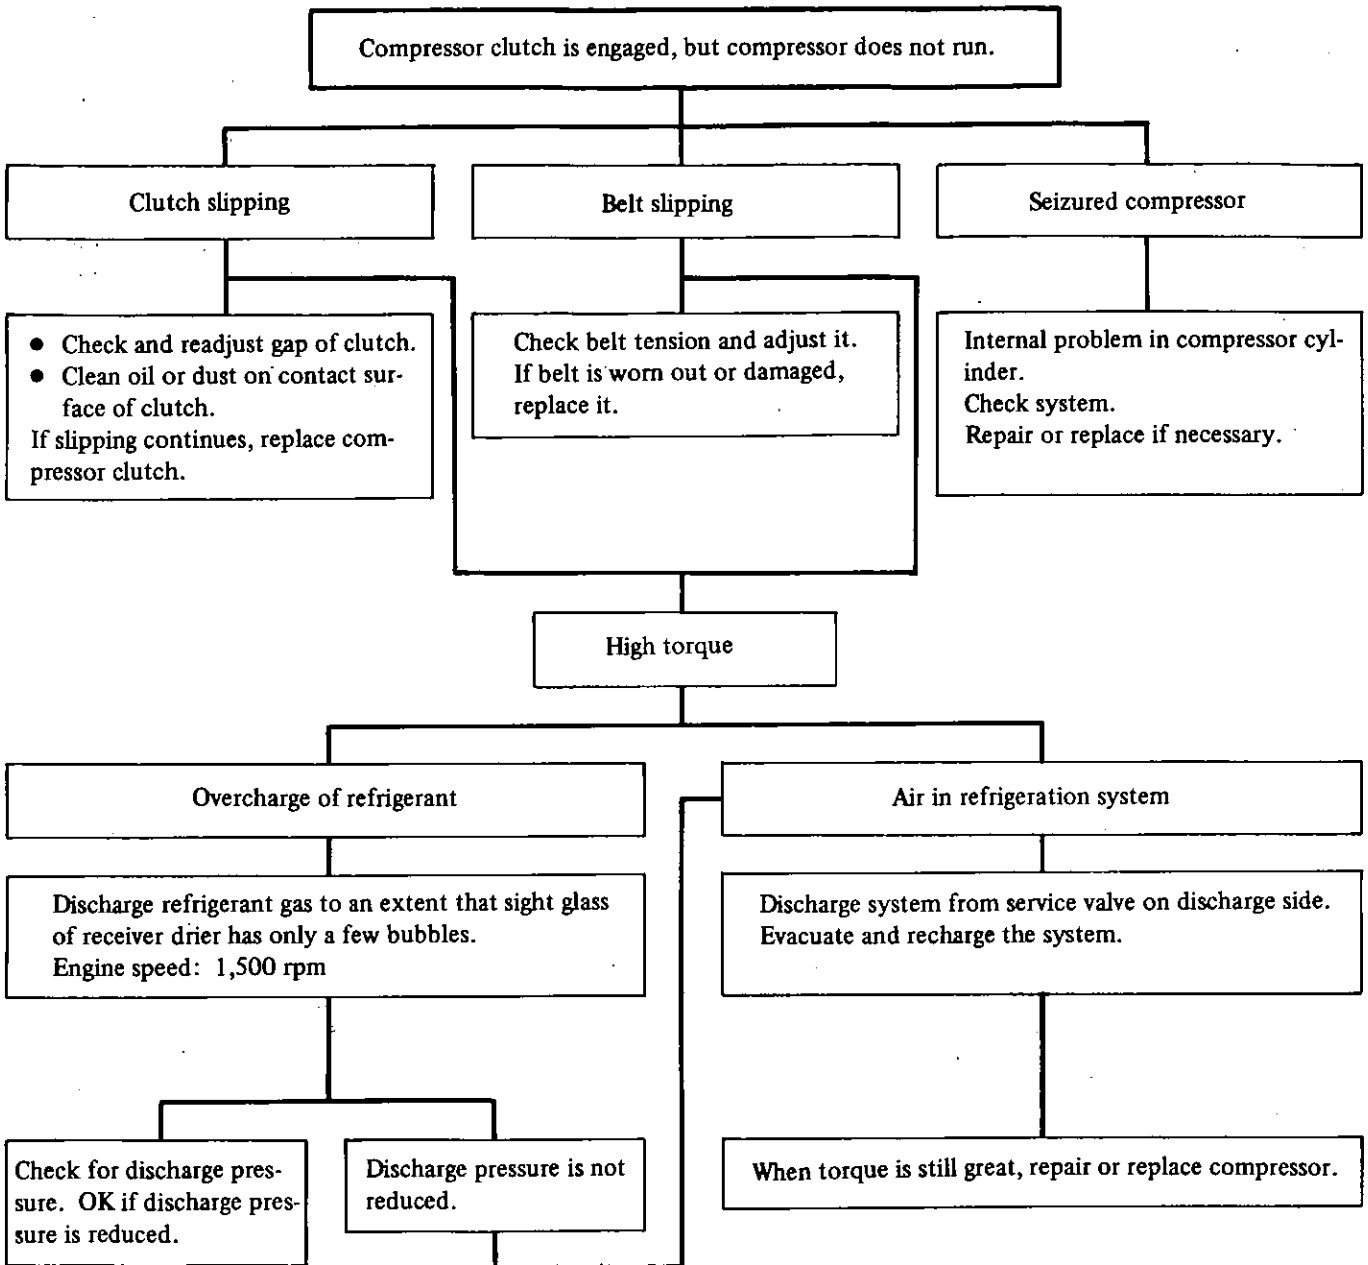 Compressor clutch is engaged, but compressor does not run.
Clutch slipping
Belt slipping
Seizured compressor
● Check and readjust gap of clutch.
● Clean oil or dust on contact sur-
face of clutch.
If slipping continues, replace com-
pressor clutch.
Check belt tension and adjust it.
If belt is worn out or damaged,
replace it.
Internal problem in compressor cyl-
inder.
Check system.
Repair or replace if necessary.
High torque
Overcharge of refrigerant
Air in refrigeration system
Discharge refrigerant gas to an extent that sight glass
of receiver drier has only a few bubbles.
Engine speed: 1,500 rpm
Discharge system from service valve on discharge side.
Evacuate and recharge the system.
Check for discharge pres-
sure. OK if discharge pres-
sure is reduced.
Discharge pressure is not
reduced.
When torque is still great, repair or replace compressor.